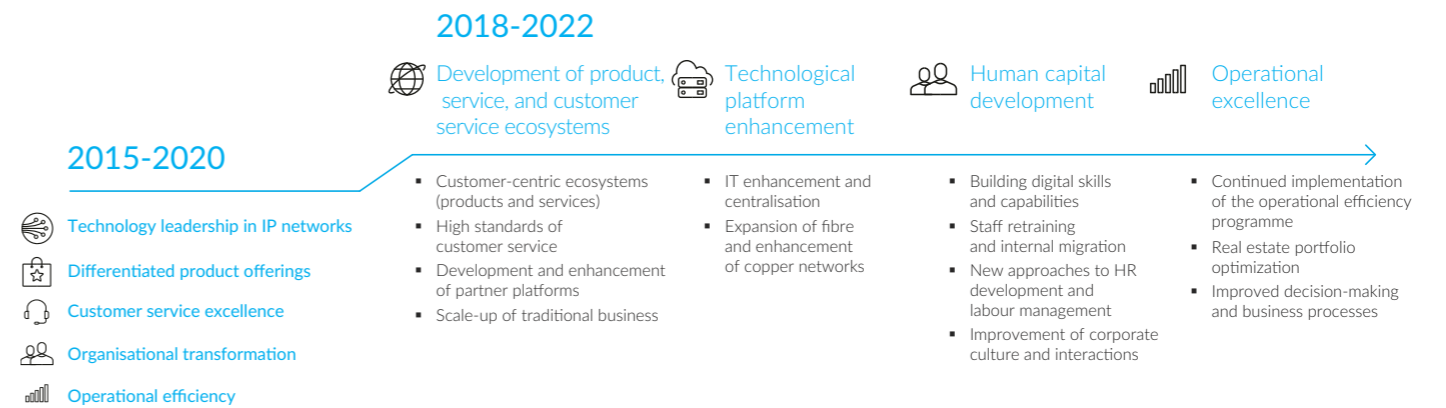 2018-2022
Development of product,
service, and customer
service ecosystems
Technological
platform
enhancement
Human capital
development
Operational
excellence
2015-2020
Technology leadership in IP networks
Differentiated product offerings
Customer service excellence
Organisational transformation
Operational efficiency
▪ Customer-centric ecosystems
(products and services)
▪ High standards of
customer service
▪ Development and enhancement
of partner platforms
▪ Scale-up of traditional business
▪ IT enhancement and
centralisation
▪ Expansion of fibre
and enhancement
of copper networks
▪ Building digital skills
and capabilities
▪ Staff retraining
and internal migration
▪ New approaches to HR
development and
labour management
▪ Improvement of corporate
culture and interactions
▪ Continued implementation
of the operational efficiency
programme
▪ Real estate portfolio
optimization
▪ Improved decision-making
and business processes